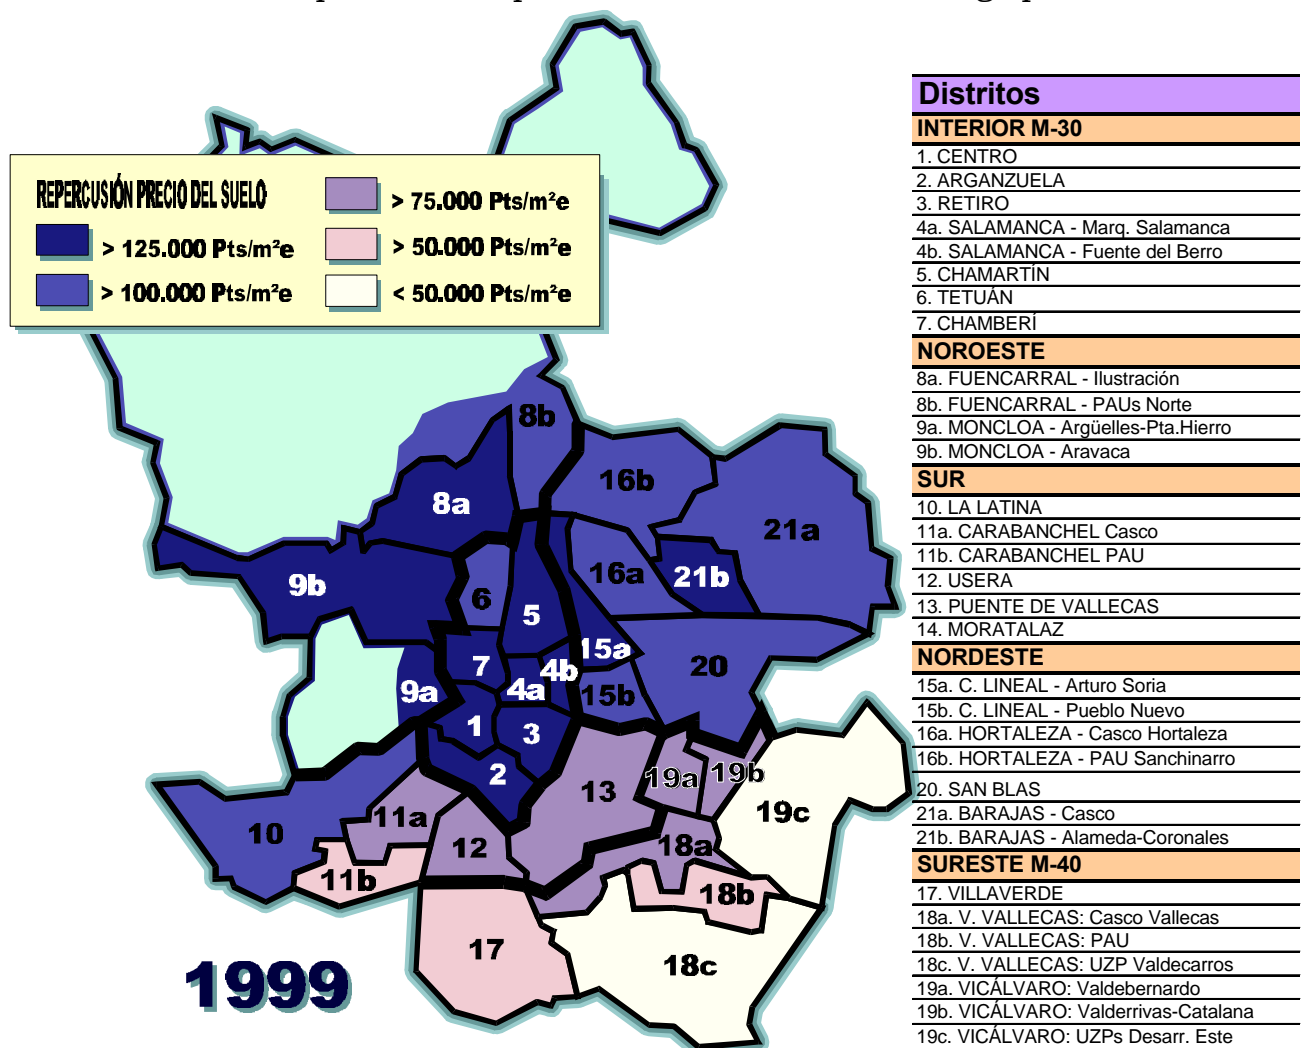 REPERCUSIÓN PRECIO DEL SUELO
> 125.000 Pts/m²e
> 100.000 Pts/m²e
> 75.000 Pts/m²e
> 50.000 Pts/m²e
< 50.000 Pts/m²e
8b
8a
16b
21a
9b
6
5
16a
21b
7
15a
4b
4a
9a
15b
20
1
3
2
13
19a
19b
19c
10
11a
12
18a
11b
18b
17
18c
1999
Distritos
INTERIOR M-30
1. CENTRO
2. ARGANZUELA
3. RETIRO
4a. SALAMANCA - Marq. Salamanca
4b. SALAMANCA - Fuente del Berro
5. CHAMARTÍN
6. TETUÁN
7. CHAMBERÍ
NOROESTE
8a. FUENCARRAL - Ilustración
8b. FUENCARRAL - PAUs Norte
9a. MONCLOA - Argüelles-Pta.Hierro
9b. MONCLOA - Aravaca
SUR
10. LA LATINA
11a. CARABANCHEL Casco
11b. CARABANCHEL PAU
12. USERA
13. PUENTE DE VALLECAS
14. MORATALAZ
NORDESTE
15a. C. LINEAL - Arturo Soria
15b. C. LINEAL - Pueblo Nuevo
16a. HORTALEZA - Casco Hortaleza
16b. HORTALEZA - PAU Sanchinarro
20. SAN BLAS
21a. BARAJAS - Casco
21b. BARAJAS - Alameda-Coronales
SURESTE M-40
17. VILLAVERDE
18a. V. VALLECAS: Casco Vallecas
18b. V. VALLECAS: PAU
18c. V. VALLECAS: UZP Valdecarros
19a. VICÁLVARO: Valdebernardo
19b. VICÁLVARO: Valderrivas-Catalana
19c. VICÁLVARO: UZPs Desarr. Este